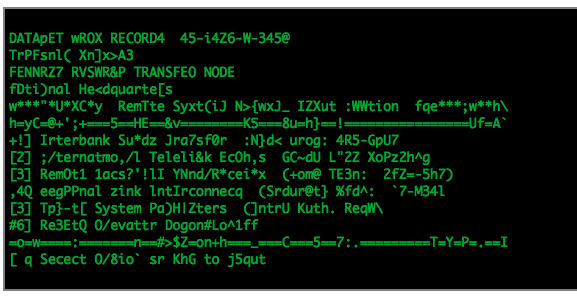 DATApET wROX RECORD4  45-i4Z6-W-345@
TrPFsnl( Xn]x>A3
FENNRZ7 RVSWR&P TRANSFEO NODE
fDti)nal He<dquarte[s
w***"*U*XC*y  RemTte Syxt(iJ N>{wxJ_ IZXut :WWtion  fqe***;w**h\
h=yC=@+';+===5==HE==&v========K5===8u=h}==!=================Uf=A`
+!] Irterbank Su*dz Jra7sf0r  :N}d< urog: 4R5-GpU7
[2] ;/ternatmo,/l Teleli&k EcOh,s  GC~dU L"2Z XoPz2h^g
[3] RemOt1 1acs?'!lI YNnd/R*cei*x  (+om@ TE3n:  2fZ=-5h7)
,4Q eegPPnal zink lntIrconnecq  (Srdur@t} %fd^:  `7-M34l
[3] Tp}-t[ System Pa)H|Zters  (]ntrU Kuth. ReqW\
#6] Re3EtQ O/evattr Dogon#Lo^1ff
=o=w====:=======n==#>$Z=on+h===_===C===5==7:.=========T=Y=P=.==I
[ q Secect O/8io` sr KhG to j5qut